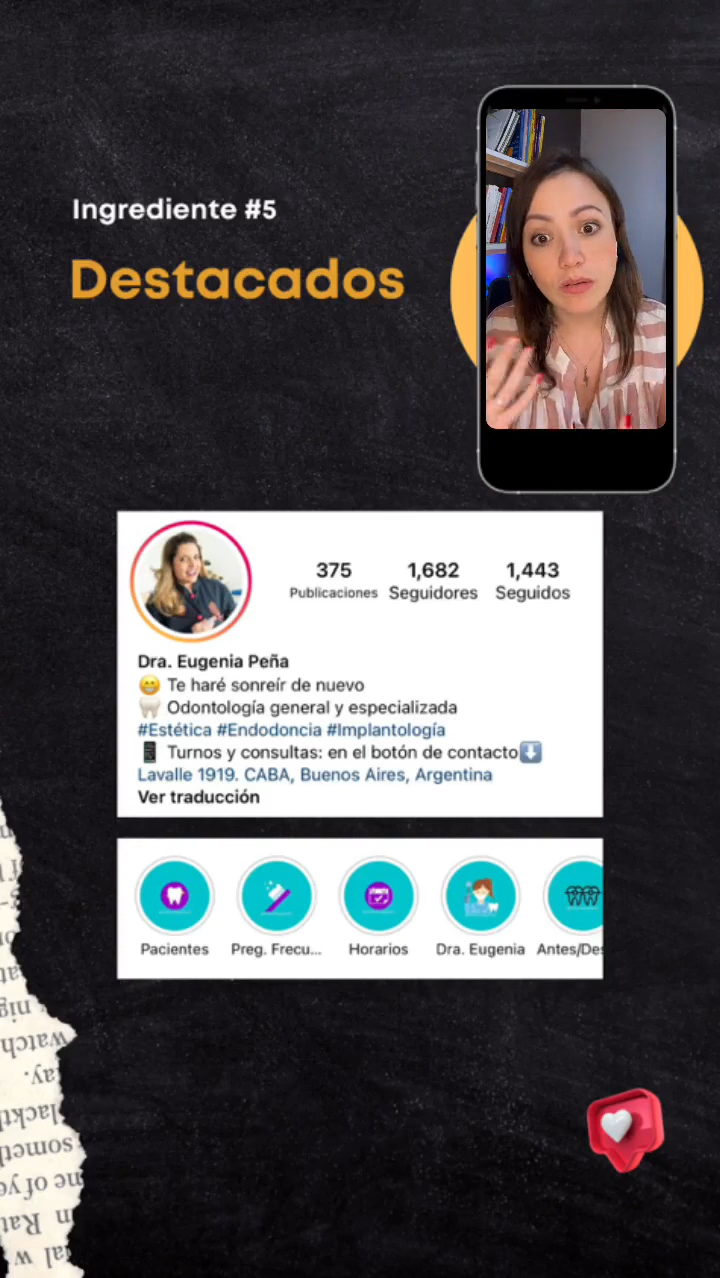 Ingrediente #5
Destacados
375
1,682
1,443
Publicaciones
Seguidores
Seguidos
Dra. Eugenia Peña
Te haré sonreír de nuevo
Odontología general y especializada
#Estética #Endodoncia #Implantología
Turnos y consultas: en el botón de contacto
Lavalle 1919. CABA, Buenos Aires, Argentina
Ver traducción
Pacientes
Preg. Frecu...
Horarios
Dra. Eugenia
Antes/Des